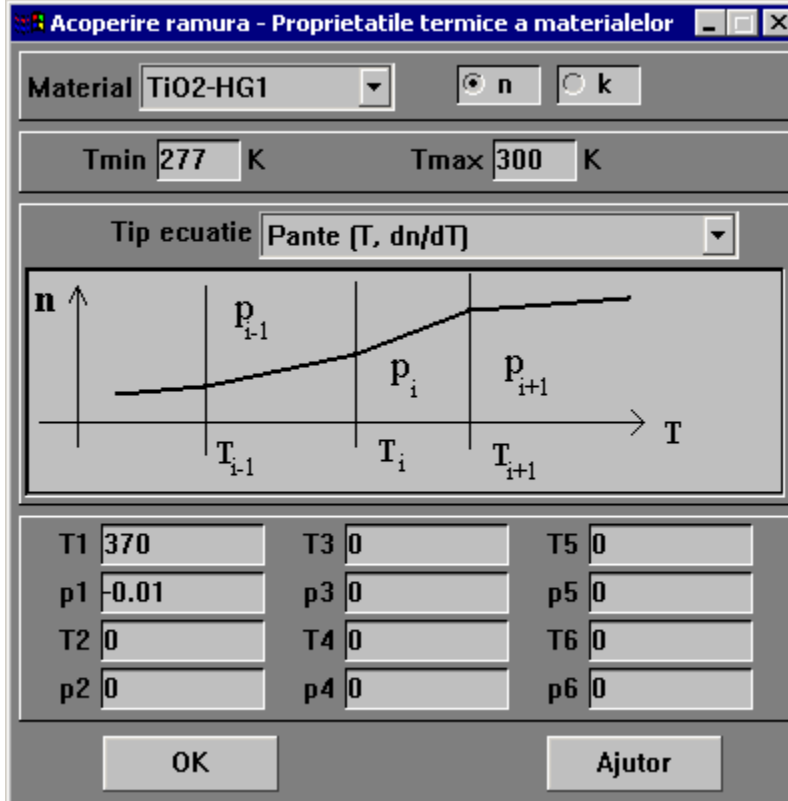 Acoperire ramura - Proprietatile termice a materialelor
Material TiO2-HG1 n k
Tmin 277 K Tmax 300 K
Tip ecuatie Pante (T, dn/dT)
n
p i-1
p i p i+1
T
T i-1 T i T i+1
T1 370 T3 0 T5 0
p1 -0.01 p3 0 p5 0
T2 0 T4 0 T6 0
p2 0 p4 0 p6 0
OK Ajutor